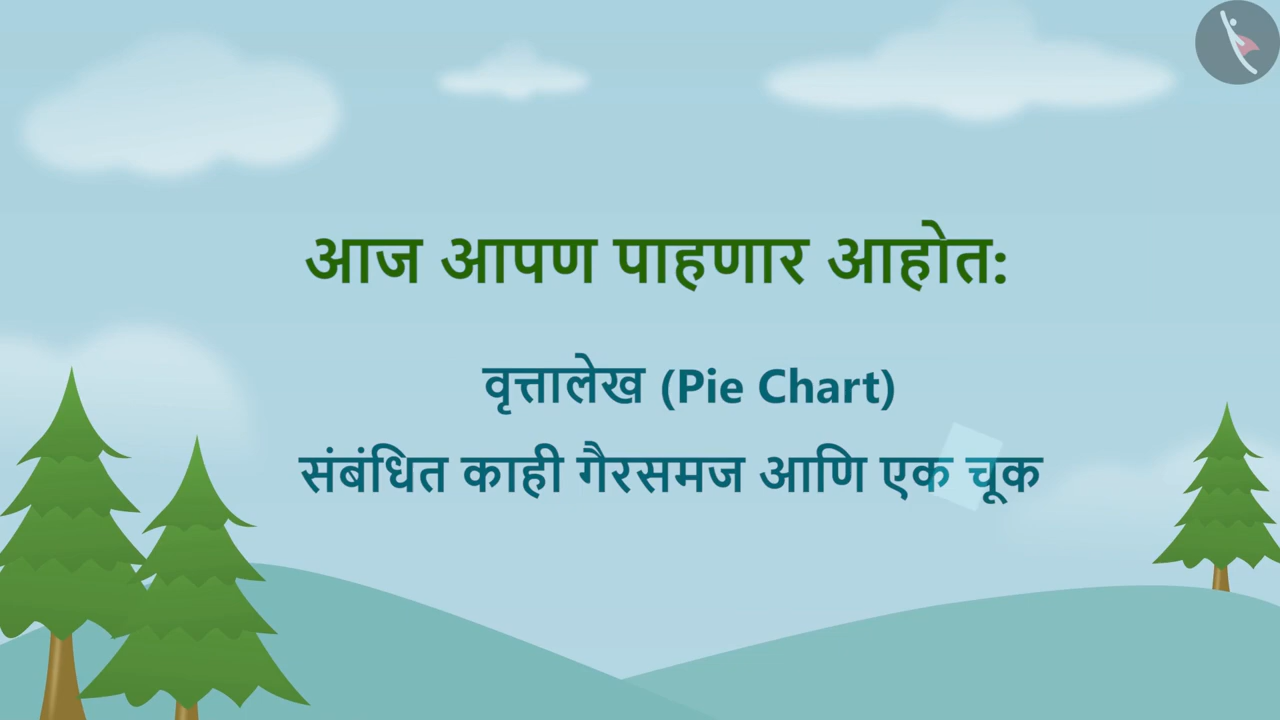 आज आपण पाहणार आहोत:
वृत्तालेख (Pie Chart)
संबंधित काही गैरसमज आणि एक चूक